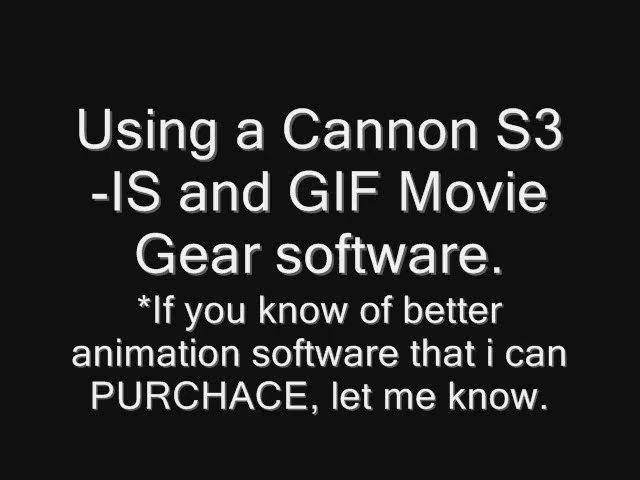 Using a Cannon S3
-IS and GIF Movie
Gear software.
*If you know of better
animation software that i can
PURCHACE, let me know.